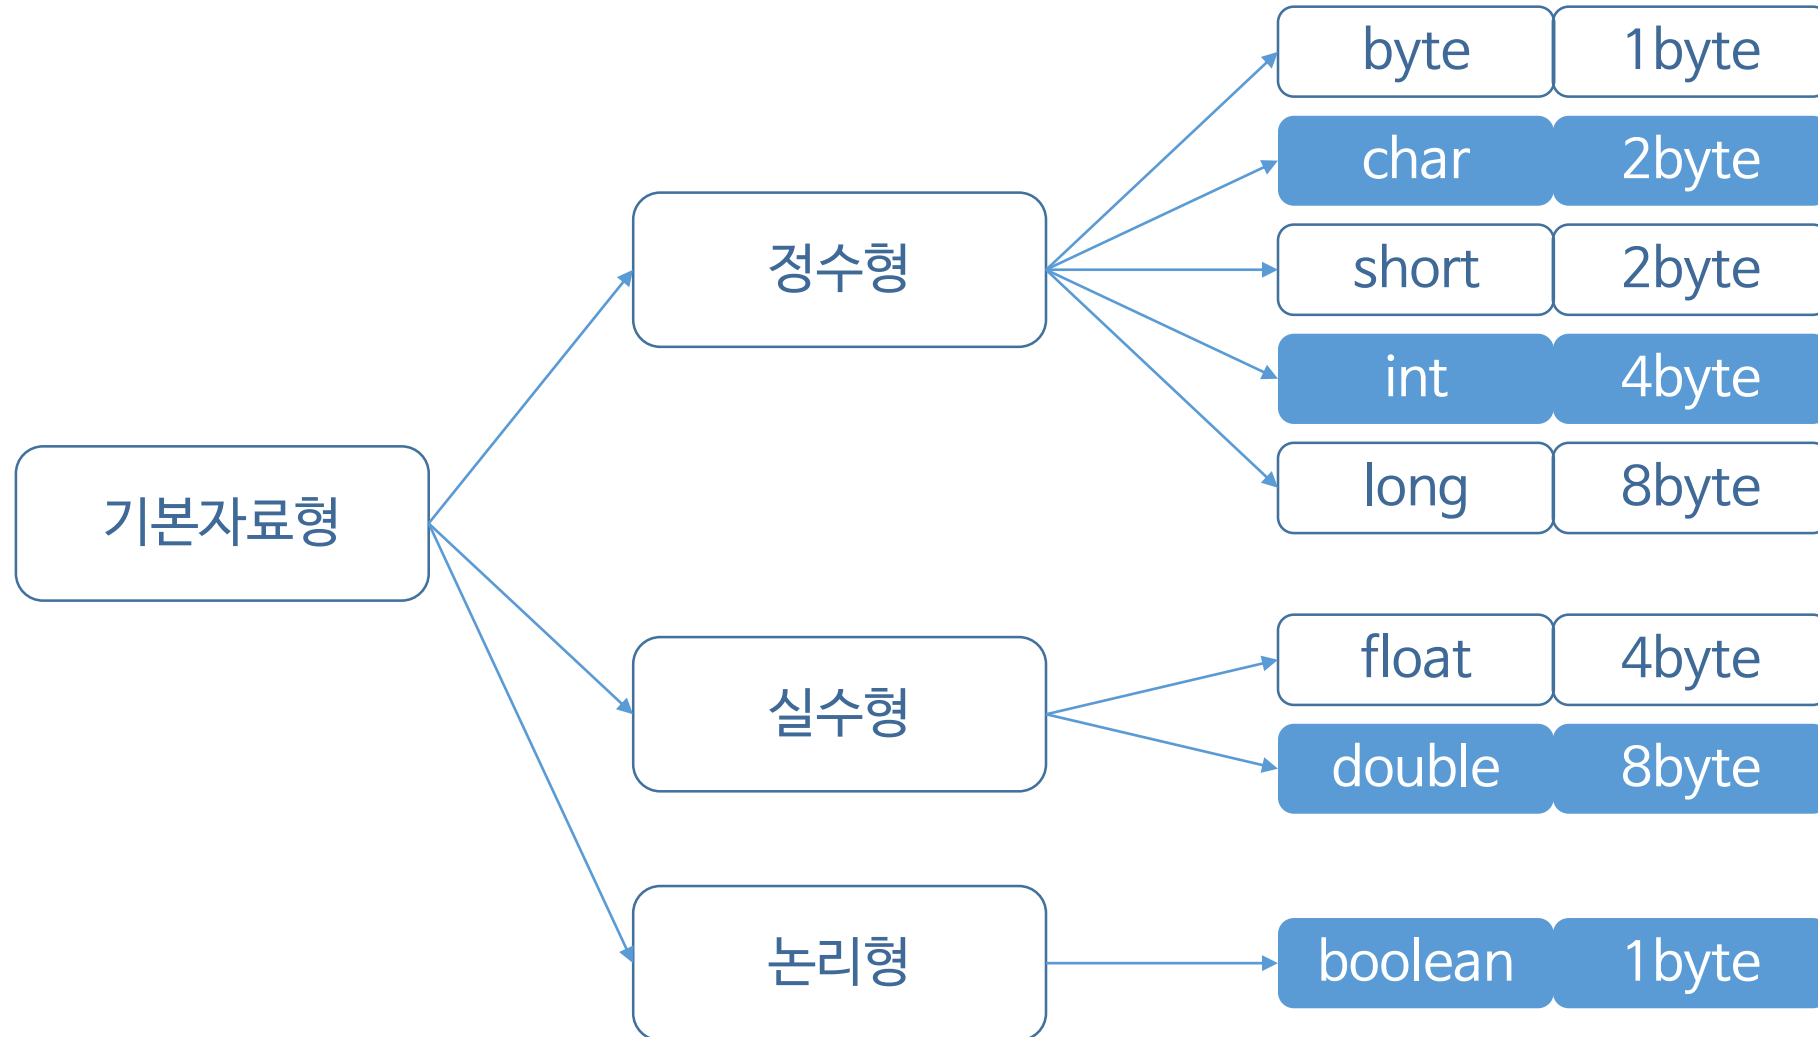 기본자료형
정수형
byte 1byte
char 2byte
short 2byte
int 4byte
long 8byte
실수형
float 4byte
double 8byte
논리형
boolean 1byte